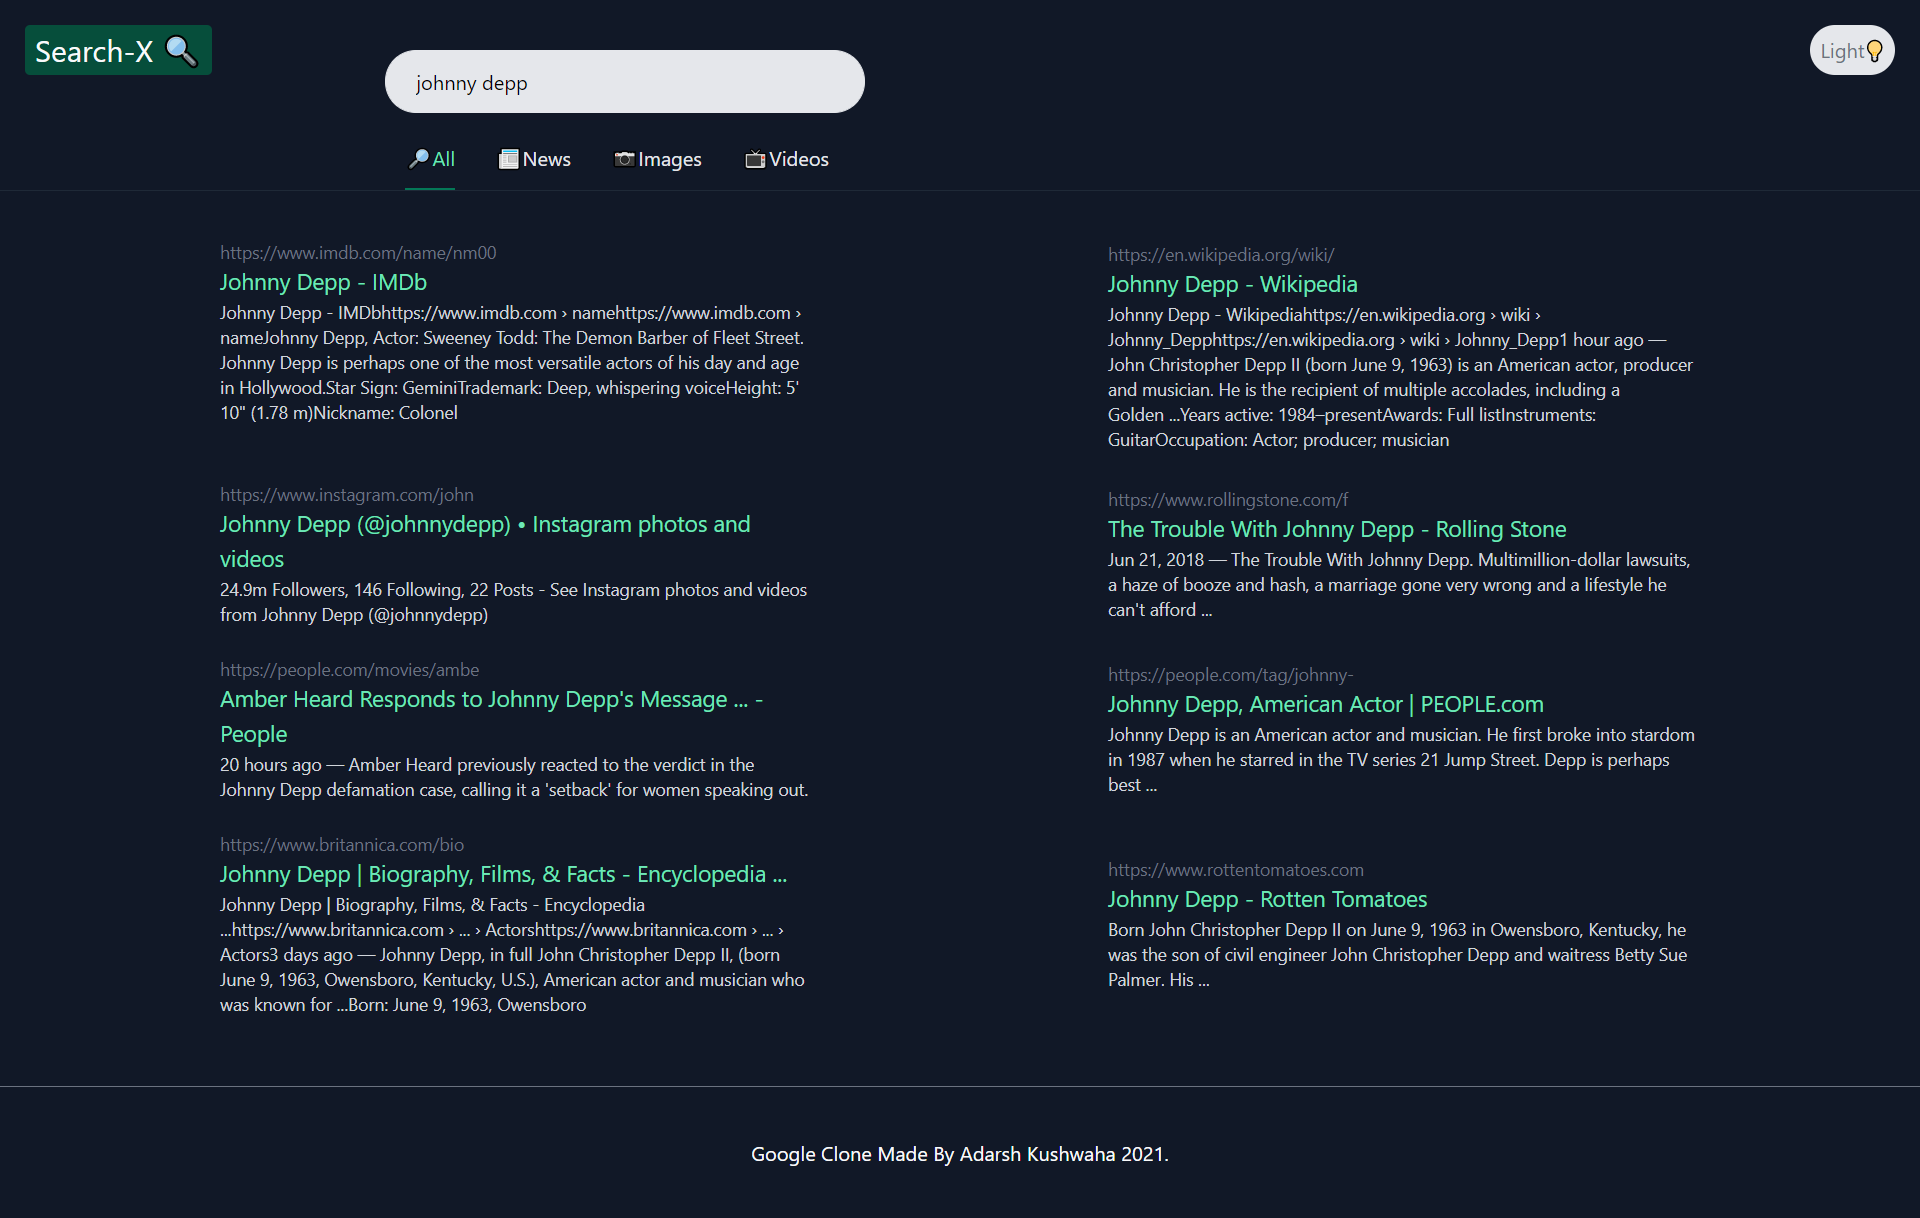 Search-X
Light
johnny depp
All
News
Images
Videos
https://www.imdb.com/name/nm00
Johnny Depp - IMDb
Johnny Depp - IMDbhttps://www.imdb.com › namehttps://www.imdb.com ›
nameJohnny Depp, Actor: Sweeney Todd: The Demon Barber of Fleet Street.
Johnny Depp is perhaps one of the most versatile actors of his day and age
in Hollywood.Star Sign: GeminiTrademark: Deep, whispering voiceHeight: 5'
10" (1.78 m)Nickname: Colonel
https://en.wikipedia.org/wiki/
Johnny Depp - Wikipedia
Johnny Depp - Wikipediahttps://en.wikipedia.org › wiki ›
Johnny_Depphttps://en.wikipedia.org › wiki › Johnny_Depp1 hour ago —
John Christopher Depp II (born June 9, 1963) is an American actor, producer
and musician. He is the recipient of multiple accolades, including a
Golden ...Years active: 1984–presentAwards: Full listInstruments:
GuitarOccupation: Actor; producer; musician
https://www.instagram.com/john
Johnny Depp (@johnnydepp) • Instagram photos and
videos
24.9m Followers, 146 Following, 22 Posts - See Instagram photos and videos
from Johnny Depp (@johnnydepp)
https://www.rollingstone.com/f
The Trouble With Johnny Depp - Rolling Stone
Jun 21, 2018 — The Trouble With Johnny Depp. Multimillion-dollar lawsuits,
a haze of booze and hash, a marriage gone very wrong and a lifestyle he
can't afford ...
https://people.com/movies/ambe
Amber Heard Responds to Johnny Depp's Message ... -
People
20 hours ago — Amber Heard previously reacted to the verdict in the
Johnny Depp defamation case, calling it a 'setback' for women speaking out.
https://people.com/tag/johnny-
Johnny Depp, American Actor | PEOPLE.com
Johnny Depp is an American actor and musician. He first broke into stardom
in 1987 when he starred in the TV series 21 Jump Street. Depp is perhaps
best ...
https://www.britannica.com/bio
Johnny Depp | Biography, Films, & Facts - Encyclopedia ...
Johnny Depp | Biography, Films, & Facts - Encyclopedia
...https://www.britannica.com › ... › Actorshttps://www.britannica.com › ... ›
Actors3 days ago — Johnny Depp, in full John Christopher Depp II, (born
June 9, 1963, Owensboro, Kentucky, U.S.), American actor and musician who
was known for ...Born: June 9, 1963, Owensboro
https://www.rottentomatoes.com
Johnny Depp - Rotten Tomatoes
Born John Christopher Depp II on June 9, 1963 in Owensboro, Kentucky, he
was the son of civil engineer John Christopher Depp and waitress Betty Sue
Palmer. His ...
Google Clone Made By Adarsh Kushwaha 2021.